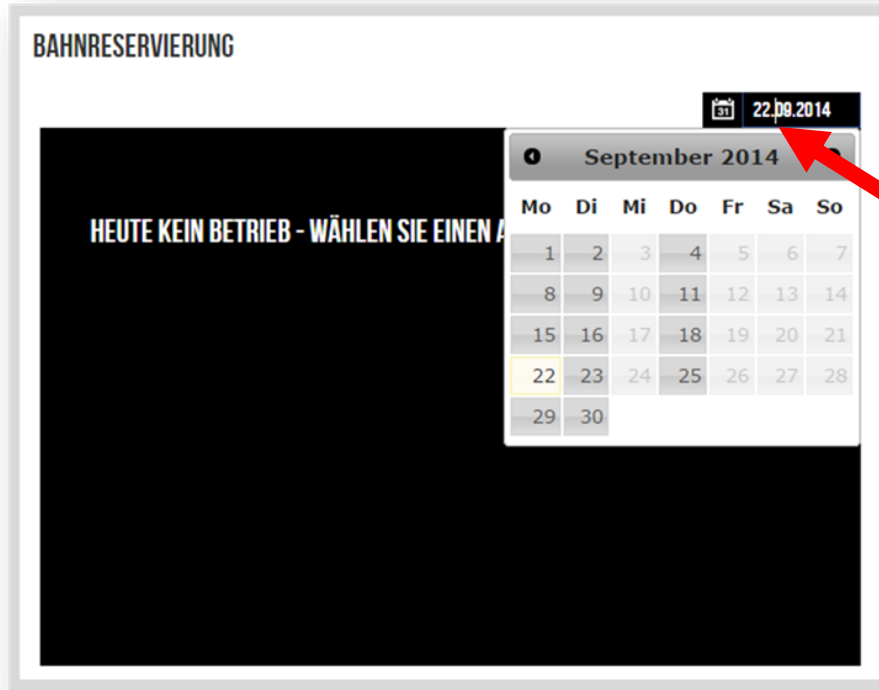 BAHNRESERVIERUNG
31 22.09.2014
September 2014
Mo Di Mi Do Fr Sa So
HEUTE KEIN BETRIEB - WÄHLEN SIE EINEN
1 2 3 4 5 6 7
8 9 10 11 12 13 14
15 16 17 18 19 20 21
22 23 24 25 26 27 28
29 30